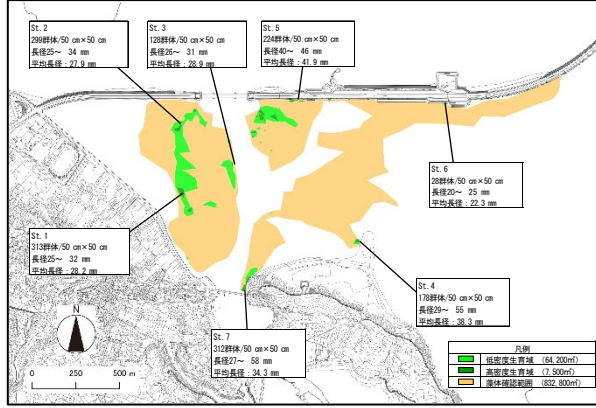 St. 2
299群体/50 cm×50 cm
長径25~ 34 mm
平均長径：27.9 mm
St. 3
128群体/50 cm×50 cm
長径26~ 31 mm
平均長径：28.9 mm
St. 5
224群体/50 cm×50 cm
長径40~ 46 mm
平均長径：41.9 mm
St. 6
28群体/50 cm×50 cm
長径20~ 25 mm
平均長径：22.3 mm
St. 1
313群体/50 cm×50 cm
長径25~ 32 mm
平均長径：28.2 mm
St. 4
178群体/50 cm×50 cm
長径29~ 55 mm
平均長径：38.3 mm
St. 7
312群体/50 cm×50 cm
長径27~ 58 mm
平均長径：34.3 mm
N
0 250 500 m
凡例
低密度生育域 (64,200㎡)
高密度生育域 (7,500㎡)
藻体確認範囲 (832,800㎡)